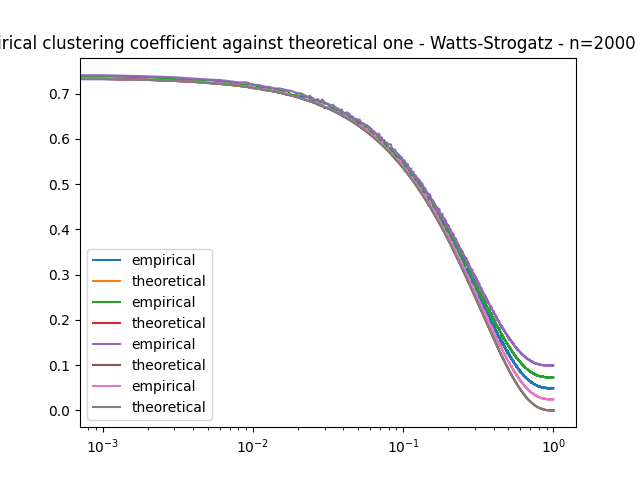 irical clustering coefficient against theoretical one - Watts-Strogatz - n=2000
0.7
0.6
0.5
0.4
0.3
0.2
0.1
0.0
empirical
theoretical
empirical
theoretical
empirical
theoretical
empirical
theoretical
10⁻³ 10⁻² 10⁻¹ 10⁰